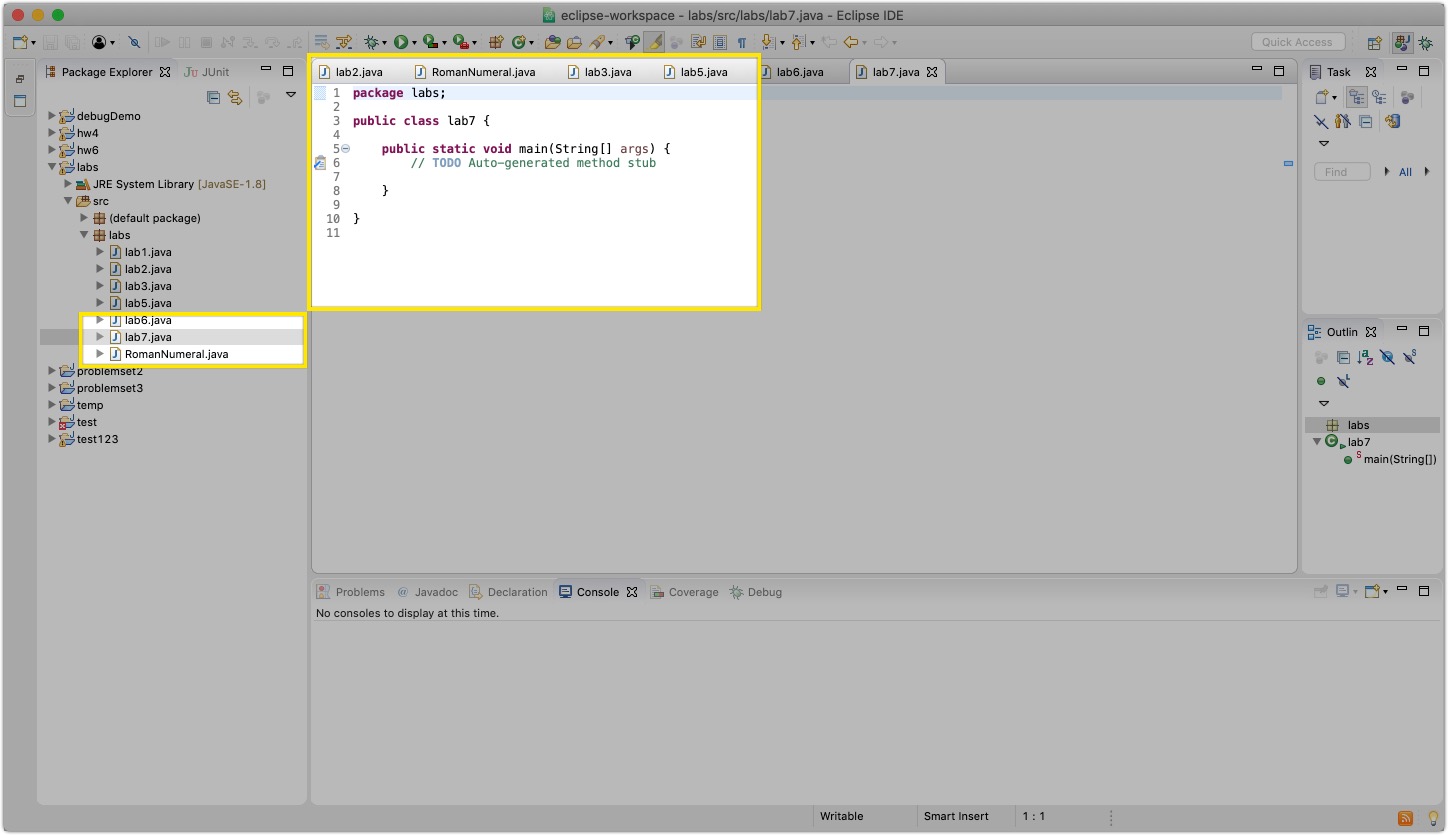 eclipse-workspace - labs/src/labs/lab7.java - Eclipse IDE
Quick Access
Package Explorer
JUnit
debugDemo
hw4
hw6
labs
JRE System Library [JavaSE-1.8]
src
(default package)
labs
lab1.java
lab2.java
lab3.java
lab5.java
lab6.java
lab7.java
RomanNumeral.java
problemset2
problemset3
temp
test
test123
lab2.java RomanNumeral.java lab3.java lab5.java lab6.java lab7.java
1 package labs;
2
3 public class lab7 {
4
5 public static void main(String[] args) {
6 // TODO Auto-generated method stub
7
8 }
9
10 }
11
Task
Find All
Outlin
labs
lab7
main(String[])
Problems @ Javadoc Declaration Console Coverage Debug
No consoles to display at this time.
Writable Smart Insert 1 : 1